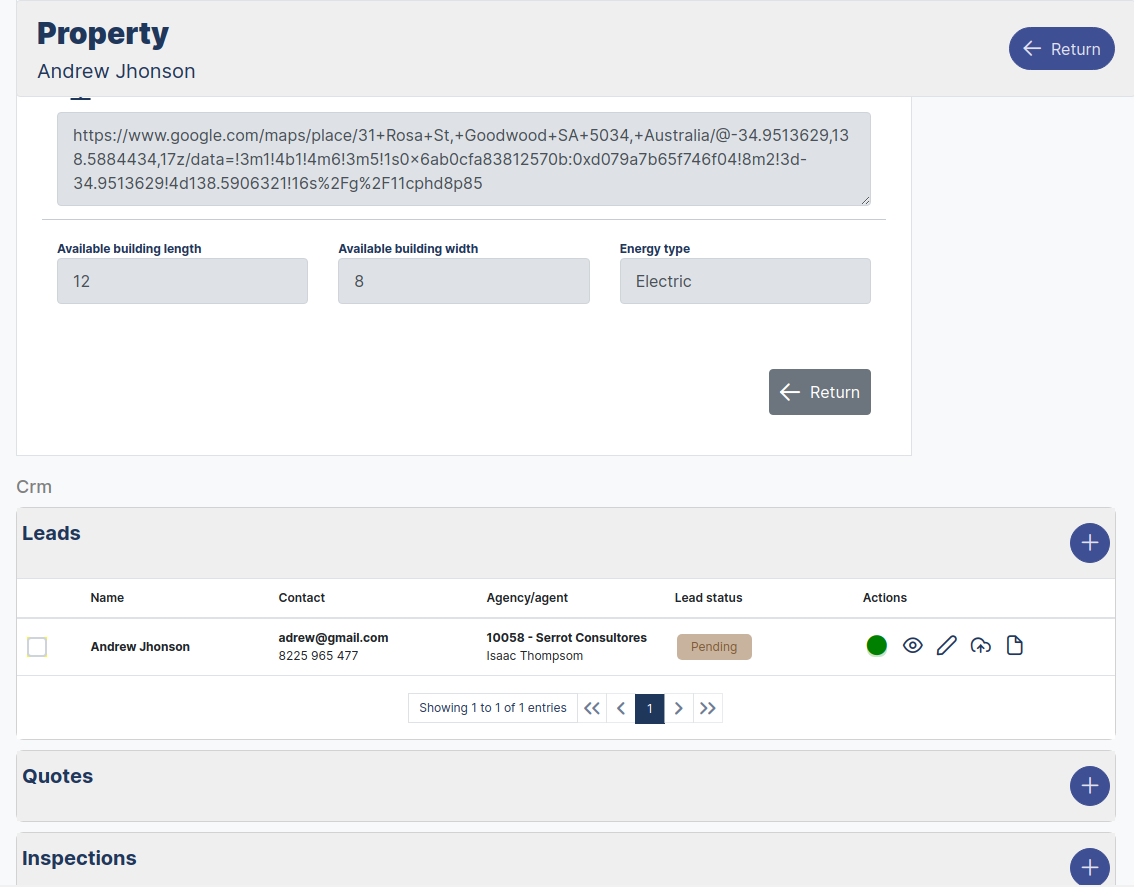 Property
Andrew Jhonson
Return
https://www.google.com/maps/place/31+Rosa+St,+Goodwood+SA+5034,+Australia/@-34.9513629,13
8.5884434,17z/data=!3m1!4b1!4m6!3m5!1s0x6ab0cfa83812570b:0xd079a7b65f746f04!8m2!3d-
34.9513629!4d138.5906321!16s%2Fg%2F11cphd8p85
Available building length Available building width Energy type
12 8 Electric
Return
Crm
Leads
Name Contact Agency/agent Lead status Actions
Andrew Jhonson adrew@gmail.com 10058 - Serrot Consultores Pending
8225 965 477 Isaac Thompsom
Showing 1 to 1 of 1 entries 1
Quotes
Inspections